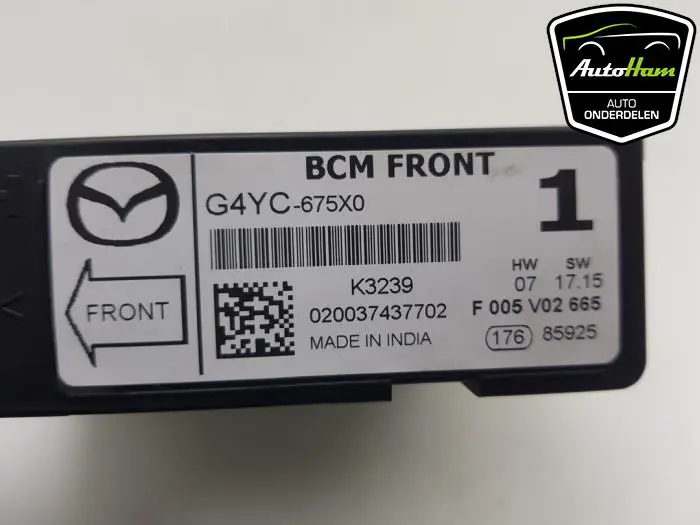 AutoHam
AUTO
ONDERDELEN
BCM FRONT
G4YC-675X0
1
FRONT
K3239
020037437702
MADE IN INDIA
HW SW
07 17.15
F 005 V02 665
176 85925